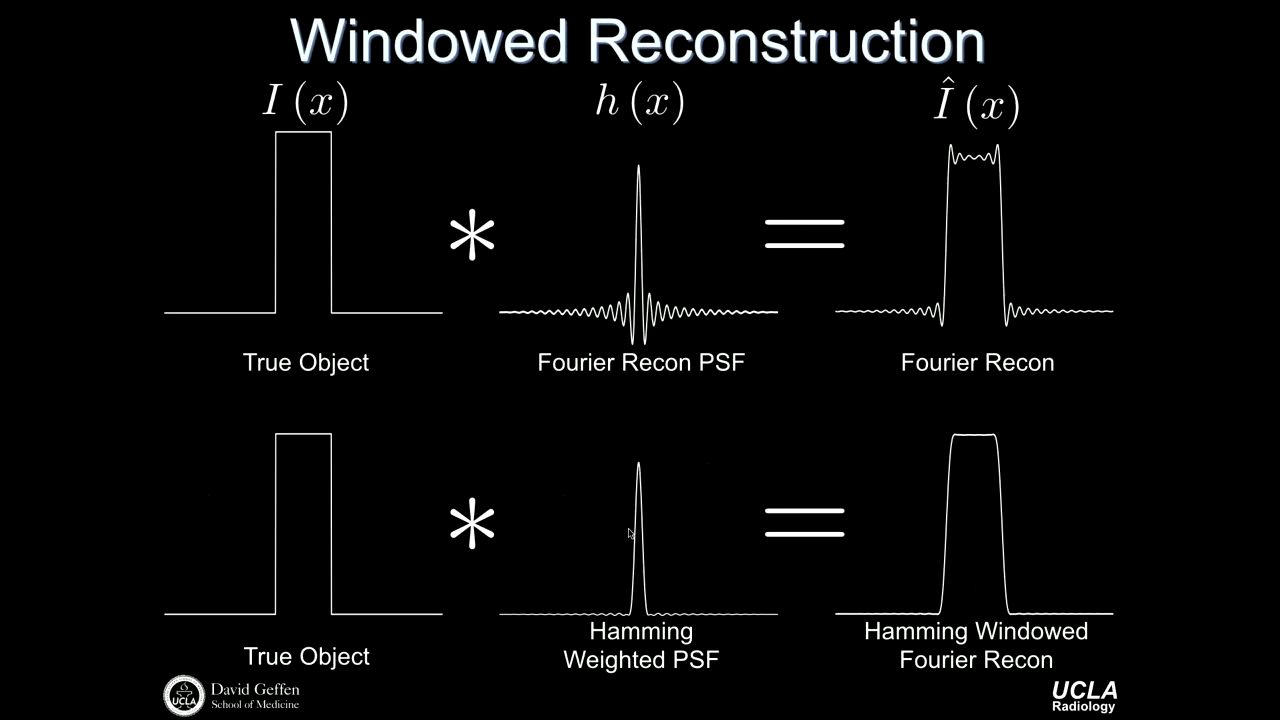 Windowed Reconstruction
I (x)
h (x)
Î (x)
*
=
True Object
Fourier Recon PSF
Fourier Recon
*
=
True Object
Hamming
Weighted PSF
Hamming Windowed
Fourier Recon
UCLA
David Geffen
School of Medicine
UCLA
Radiology